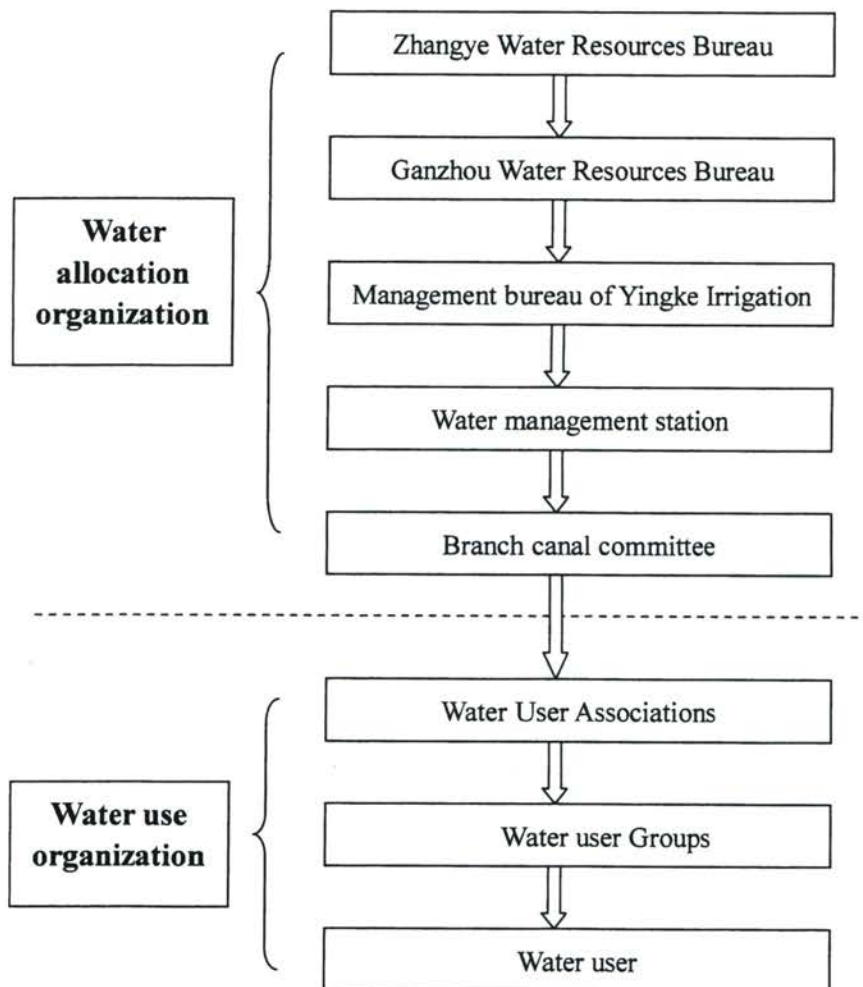 Zhangye Water Resources Bureau
Ganzhou Water Resources Bureau
Water
allocation
organization
Management bureau of Yingke Irrigation
Water management station
Branch canal committee
Water User Associations
Water use
organization
Water user Groups
Water user